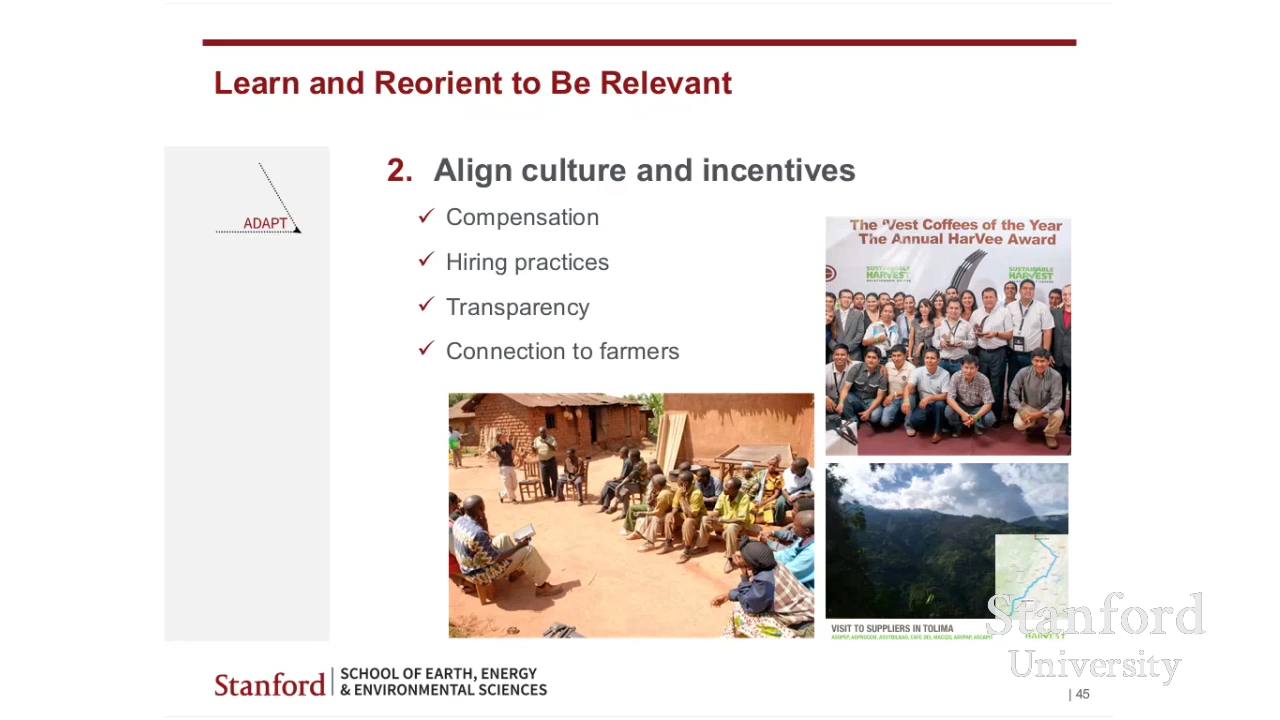 Learn and Reorient to Be Relevant
ADAPT
2. Align culture and incentives
✓ Compensation
✓ Hiring practices
✓ Transparency
✓ Connection to farmers
The 'Vest Coffees of the Year
The Annual HarVee Award
SUSTAINABLE
HARVEST
SUSTAINABLE
HARVEST
VISIT TO SUPPLIERS IN TOLIMA
HARVEST
Stanford
University
Stanford
SCHOOL OF EARTH, ENERGY
& ENVIRONMENTAL SCIENCES
| 45